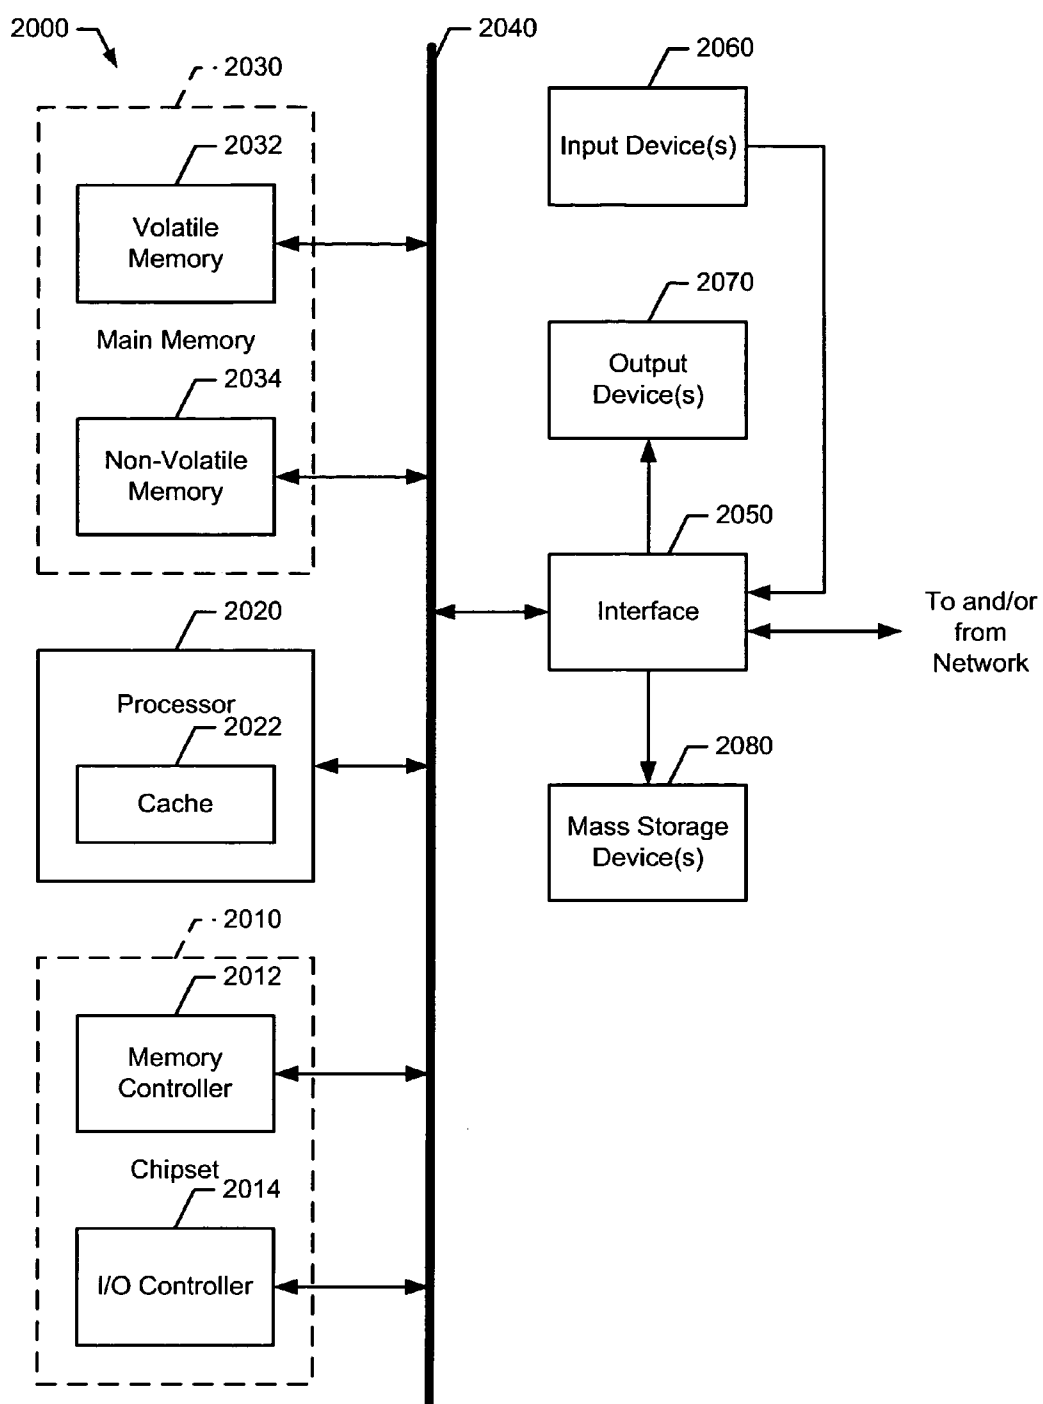 2000
2040
2030
2032
Volatile
Memory
Main Memory
2034
Non-Volatile
Memory
2020
Processor
2022
Cache
2010
2012
Memory
Controller
Chipset
2014
I/O Controller
2060
Input Device(s)
2070
Output
Device(s)
2050
Interface
To and/or
from
Network
2080
Mass Storage
Device(s)